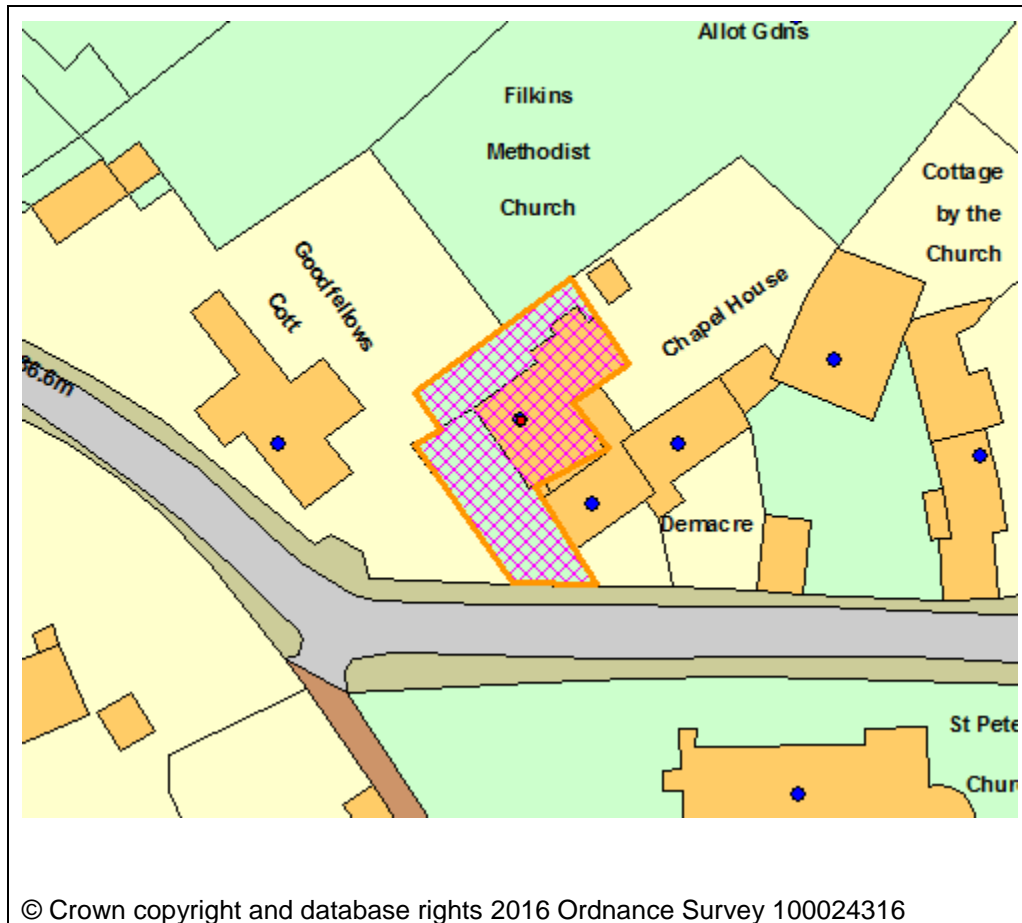 Allot Gdns
Filkins
Methodist
Church
Cottage
by the
Church
Goodfellows
Cott
Chapel House
36.6m
Demacre
St Pete
Churc
© Crown copyright and database rights 2016 Ordnance Survey 100024316